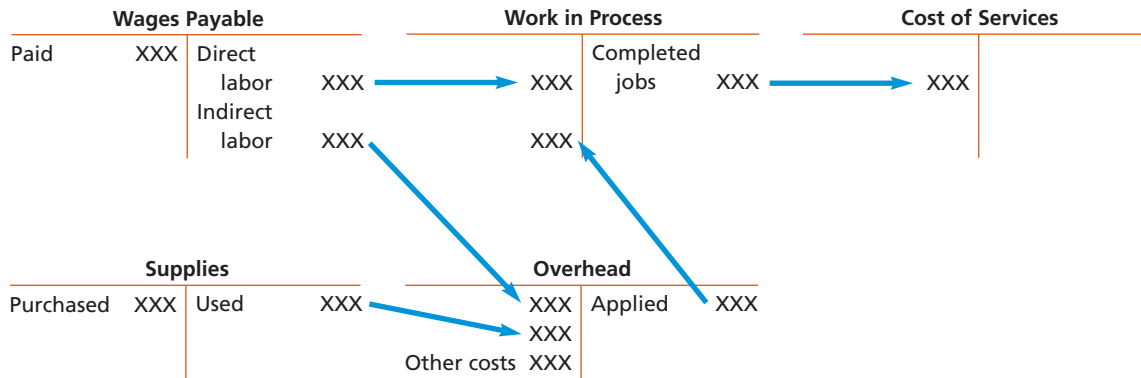 Wages Payable Work in Process Cost of Services
Paid XXX Direct Completed
labor XXX XXX jobs XXX XXX
Indirect
labor XXX XXX
Supplies Overhead
Purchased XXX Used XXX XXX Applied XXX
XXX
Other costs XXX